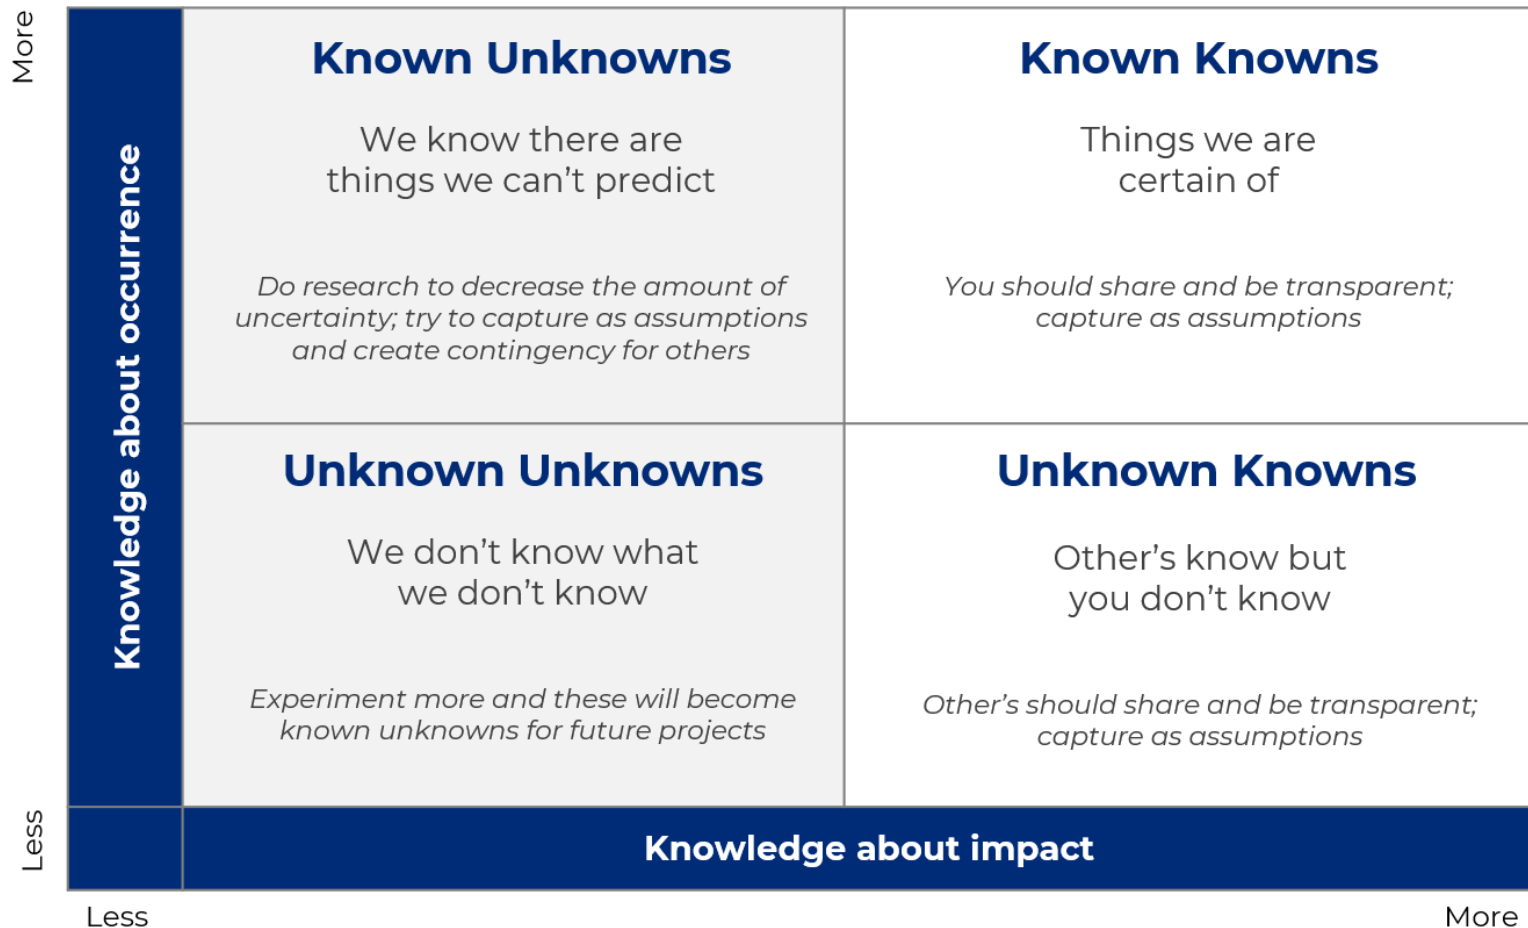 More
Knowledge about occurrence
Less
Known Unknowns
We know there are
things we can't predict
Do research to decrease the amount of
uncertainty; try to capture as assumptions
and create contingency for others
Known Knowns
Things we are
certain of
You should share and be transparent;
capture as assumptions
Unknown Unknowns
We don't know what
we don't know
Experiment more and these will become
known unknowns for future projects
Unknown Knowns
Other's know but
you don't know
Other's should share and be transparent;
capture as assumptions
Knowledge about impact
Less
More